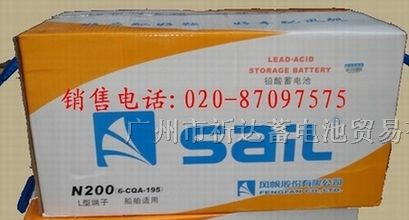 LEAD-ACID
STORAGE BATTERY
铅酸蓄电池
销售电话: 020-87097575
广州市祈达蓄电池贸易
sail
N200 (6-CQA-195)
L型端子 船舶适用
风帆股份有限公司
FENGFAN CO.,LTD.